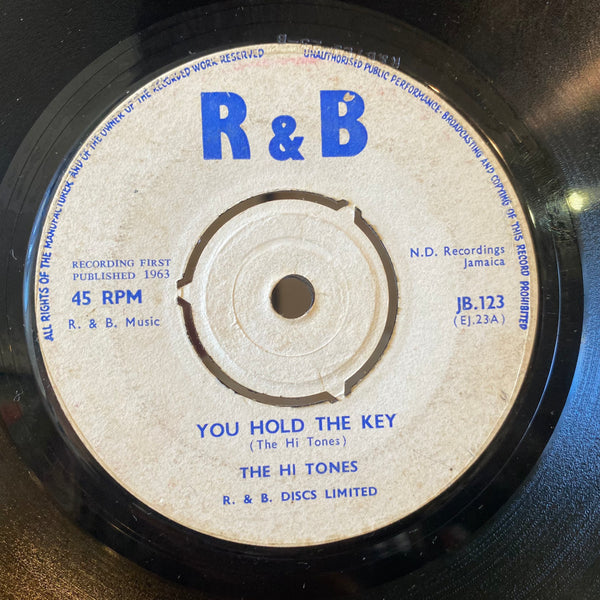 ALL RIGHTS OF THE MANUFACTURER AND OF THE OWNER OF THE RECORDED WORK RESERVED
UNAUTHORISED PUBLIC PERFORMANCE, BROADCASTING AND COPYING OF THIS RECORD PROHIBITED
R & B
RECORDING FIRST
PUBLISHED 1963
45 RPM
R. & B. Music
N.D. Recordings
Jamaica
JB.123
(EJ.23A)
YOU HOLD THE KEY
(The Hi Tones)
THE HI TONES
R. & B. DISCS LIMITED